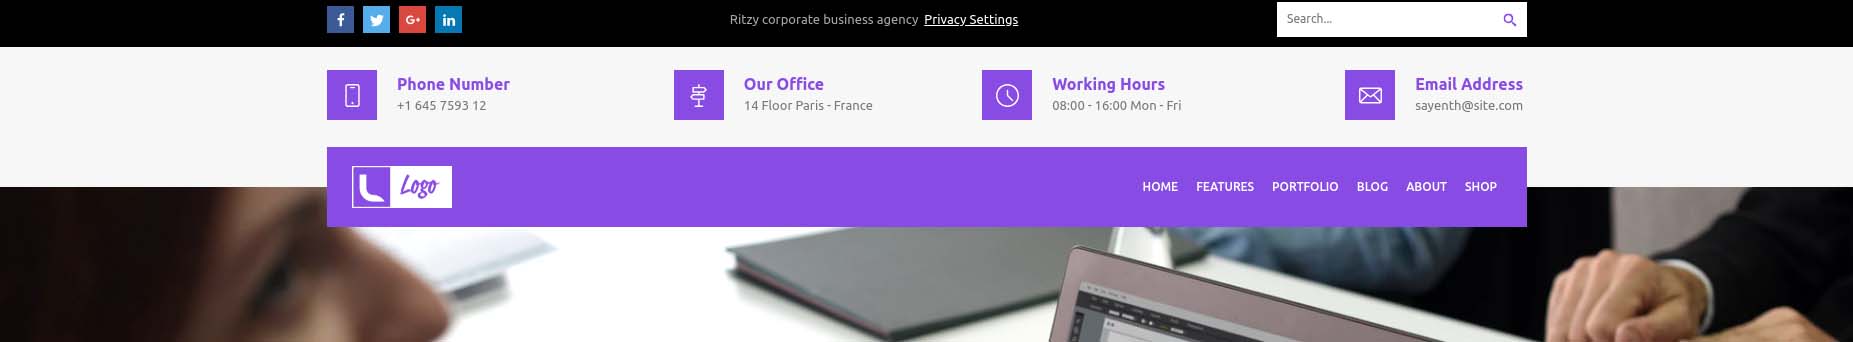 Ritzy corporate business agency Privacy Settings
Search...
Phone Number
+1 645 7593 12
Our Office
14 Floor Paris - France
Working Hours
08:00 - 16:00 Mon - Fri
Email Address
sayenth@site.com
Logo
HOME FEATURES PORTFOLIO BLOG ABOUT SHOP